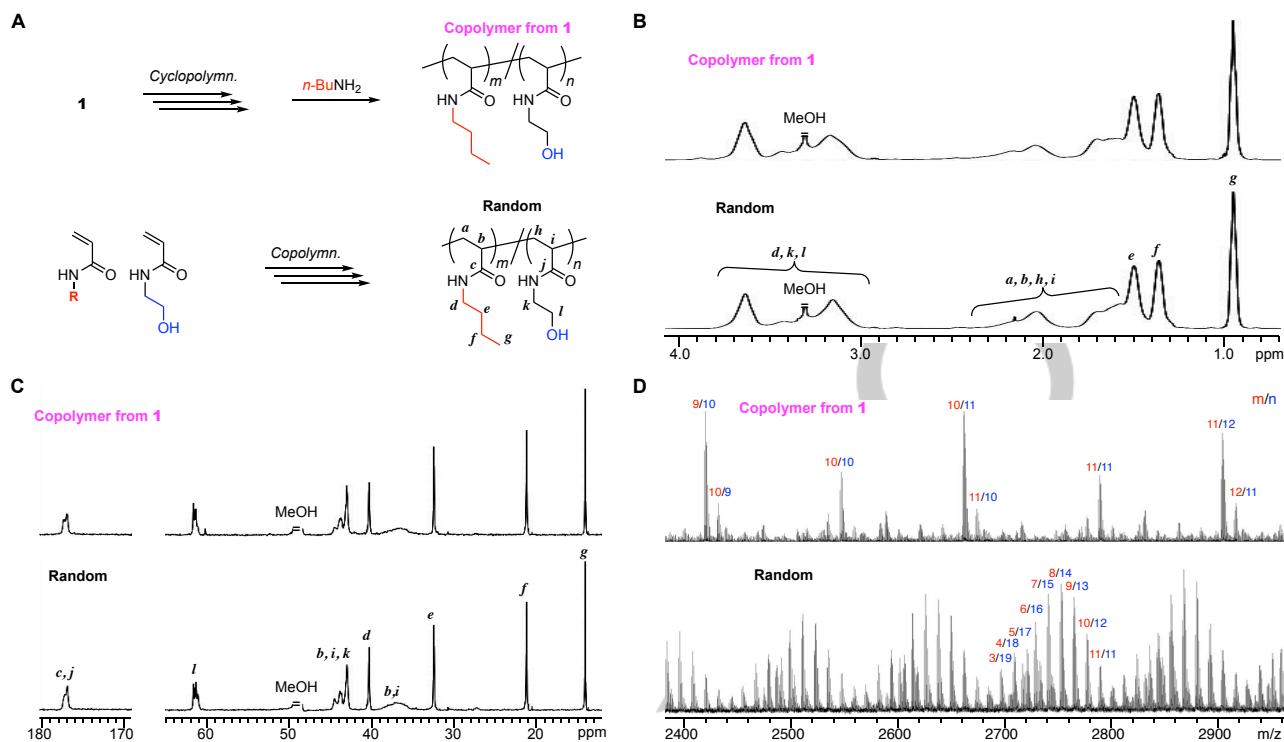 A
Copolymer from 1
1
Cyclopolymn.
n-BuNH2
m
n
HN
O
HN
O
OH
Random
HN
O
R
HN
O
OH
Copolymn.
a
b
c
m
h
i
j
n
HN
O
HN
O
d
e
f
g
k
l
OH
B
Copolymer from 1
MeOH
Random
d, k, l
MeOH
a, b, h, i
e
f
g
4.0 3.0 2.0 1.0 ppm
C
Copolymer from 1
MeOH
Random
c, j
l
MeOH
b, i, k
d
b,i
e
f
g
180 170 60 50 40 30 20 ppm
D
Copolymer from 1
m/n
9/10
10/9
10/10
10/11
11/10
11/11
11/12
12/11
Random
3/19
4/18
5/17
6/16
7/15
8/14
9/13
10/12
11/11
2400 2500 2600 2700 2800 2900 m/z